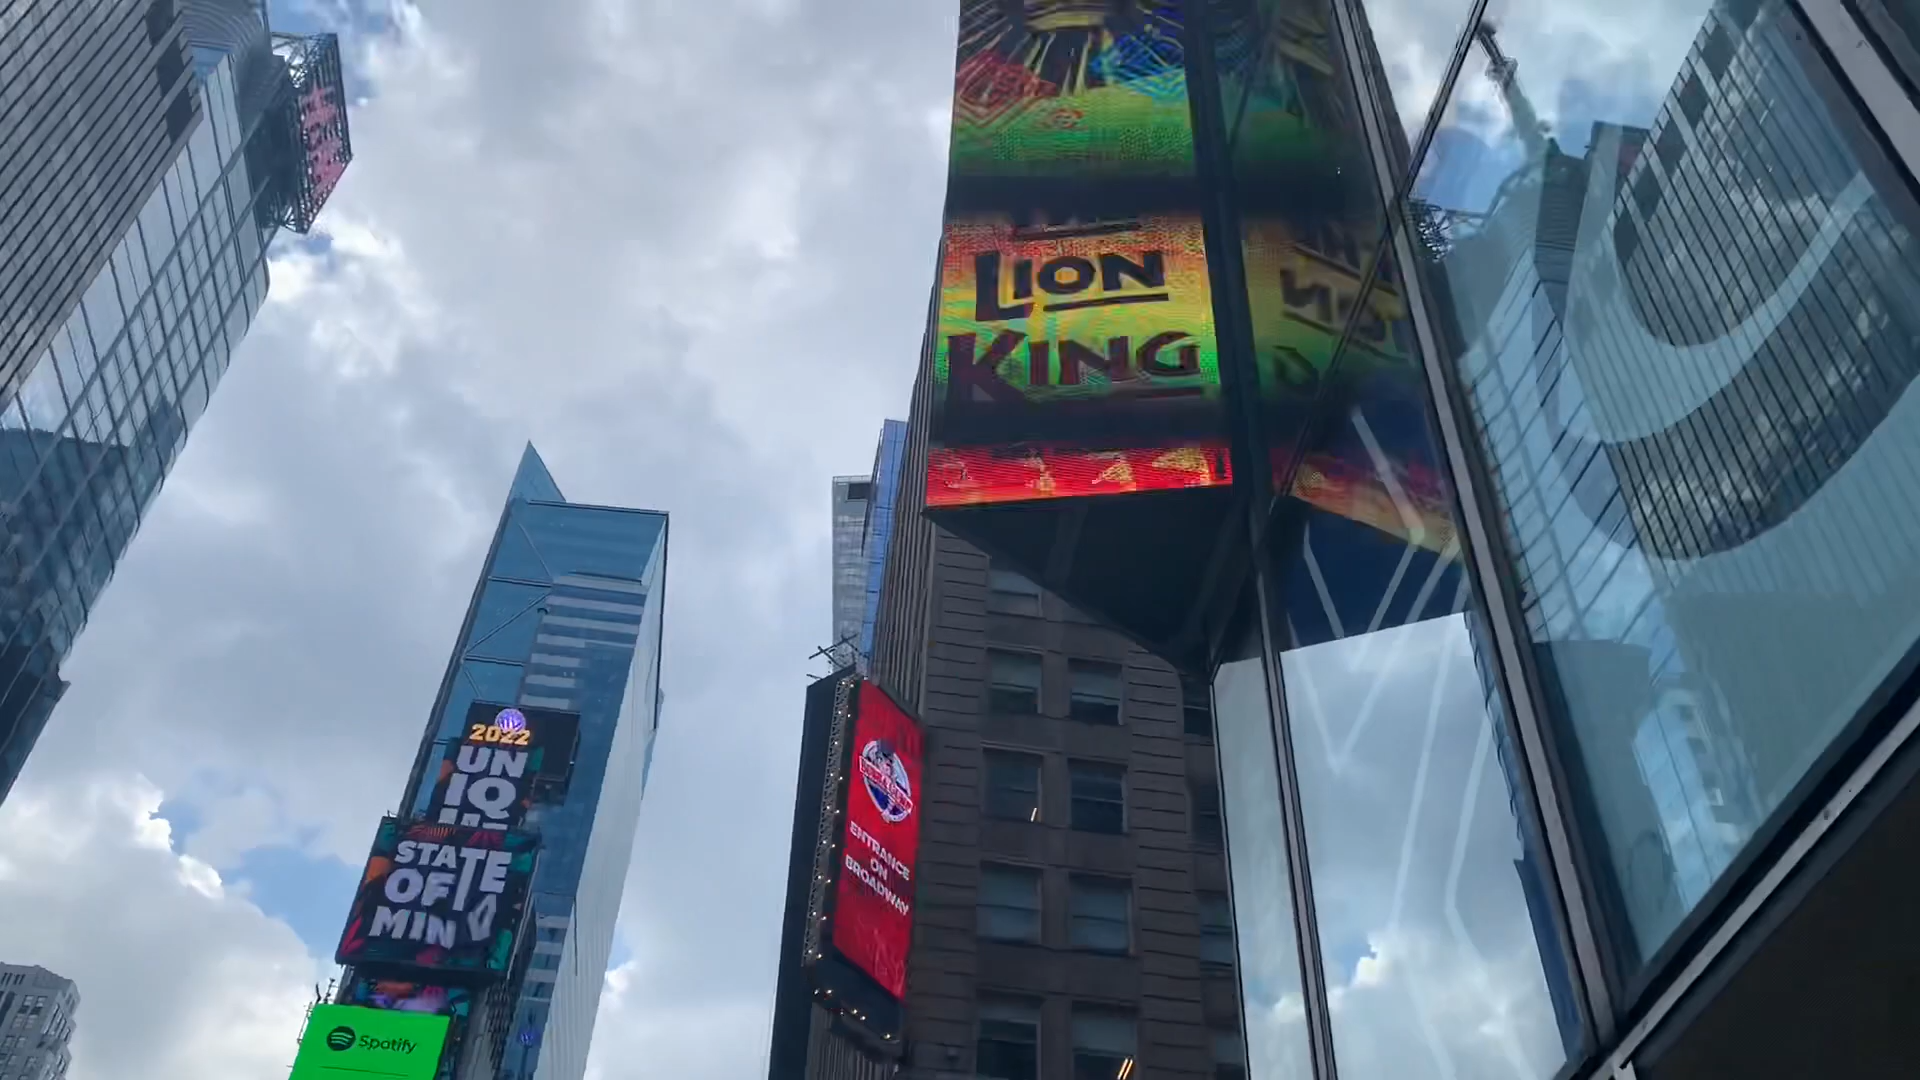 LION
KING
2022
UN
IQ
STATE
OF
MIN
ENTRANCE
ON
BROADWAY
Spotify